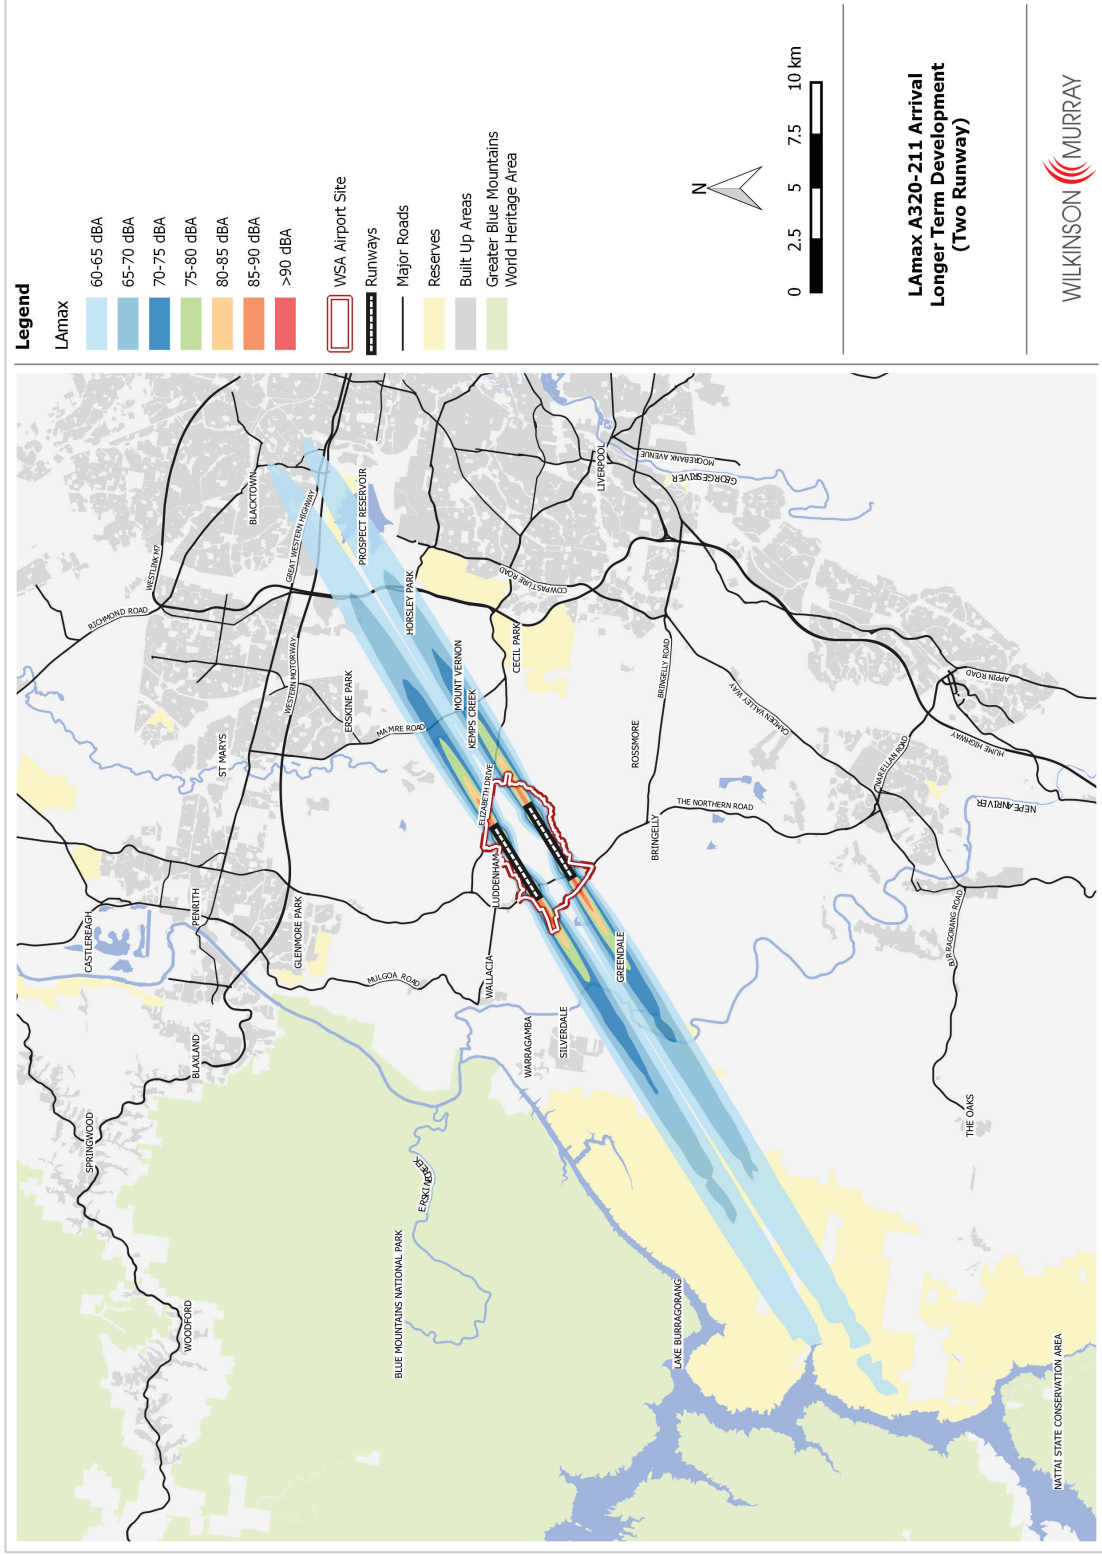 Legend
LAmax
60-65 dBA
65-70 dBA
70-75 dBA
75-80 dBA
80-85 dBA
85-90 dBA
>90 dBA
WSA Airport Site
Runways
Major Roads
Reserves
Built Up Areas
Greater Blue Mountains
World Heritage Area
N
0 2.5 5 7.5 10 km
LAmax A320-211 Arrival
Longer Term Development
(Two Runway)
WILKINSON MURRAY
WOODFORD
SPRINGWOOD
BLAXLAND
CASTLEREAGH
PENRITH
GLENMORE PARK
MULGOA ROAD
ST MARYS
RICHMOND ROAD
WESTLINK M7
BLACKTOWN
GREAT WESTERN HIGHWAY
WESTERN MOTORWAY
ERSKINE PARK
MAMRE ROAD
PROSPECT RESERVOIR
HORSLEY PARK
MOUNT VERNON
KEMPS CREEK
ELIZABETH DRIVE
CECIL PARK
COWPASTURE ROAD
LIVERPOOL
MOOREBANK AVENUE
GEORGES RIVER
LUDDENHAM
WALLACIA
WARRAGAMBA
SILVERDALE
GREENDALE
BRINGELLY
ROSSMORE
BRINGELLY ROAD
THE NORTHERN ROAD
CAMDEN VALLEY WAY
NARELLAN ROAD
HUME HIGHWAY
APPIN ROAD
NEPEAN RIVER
BURRAGORANG ROAD
THE OAKS
ERSKINE CREEK
BLUE MOUNTAINS NATIONAL PARK
LAKE BURRAGORANG
NATTAI STATE CONSERVATION AREA